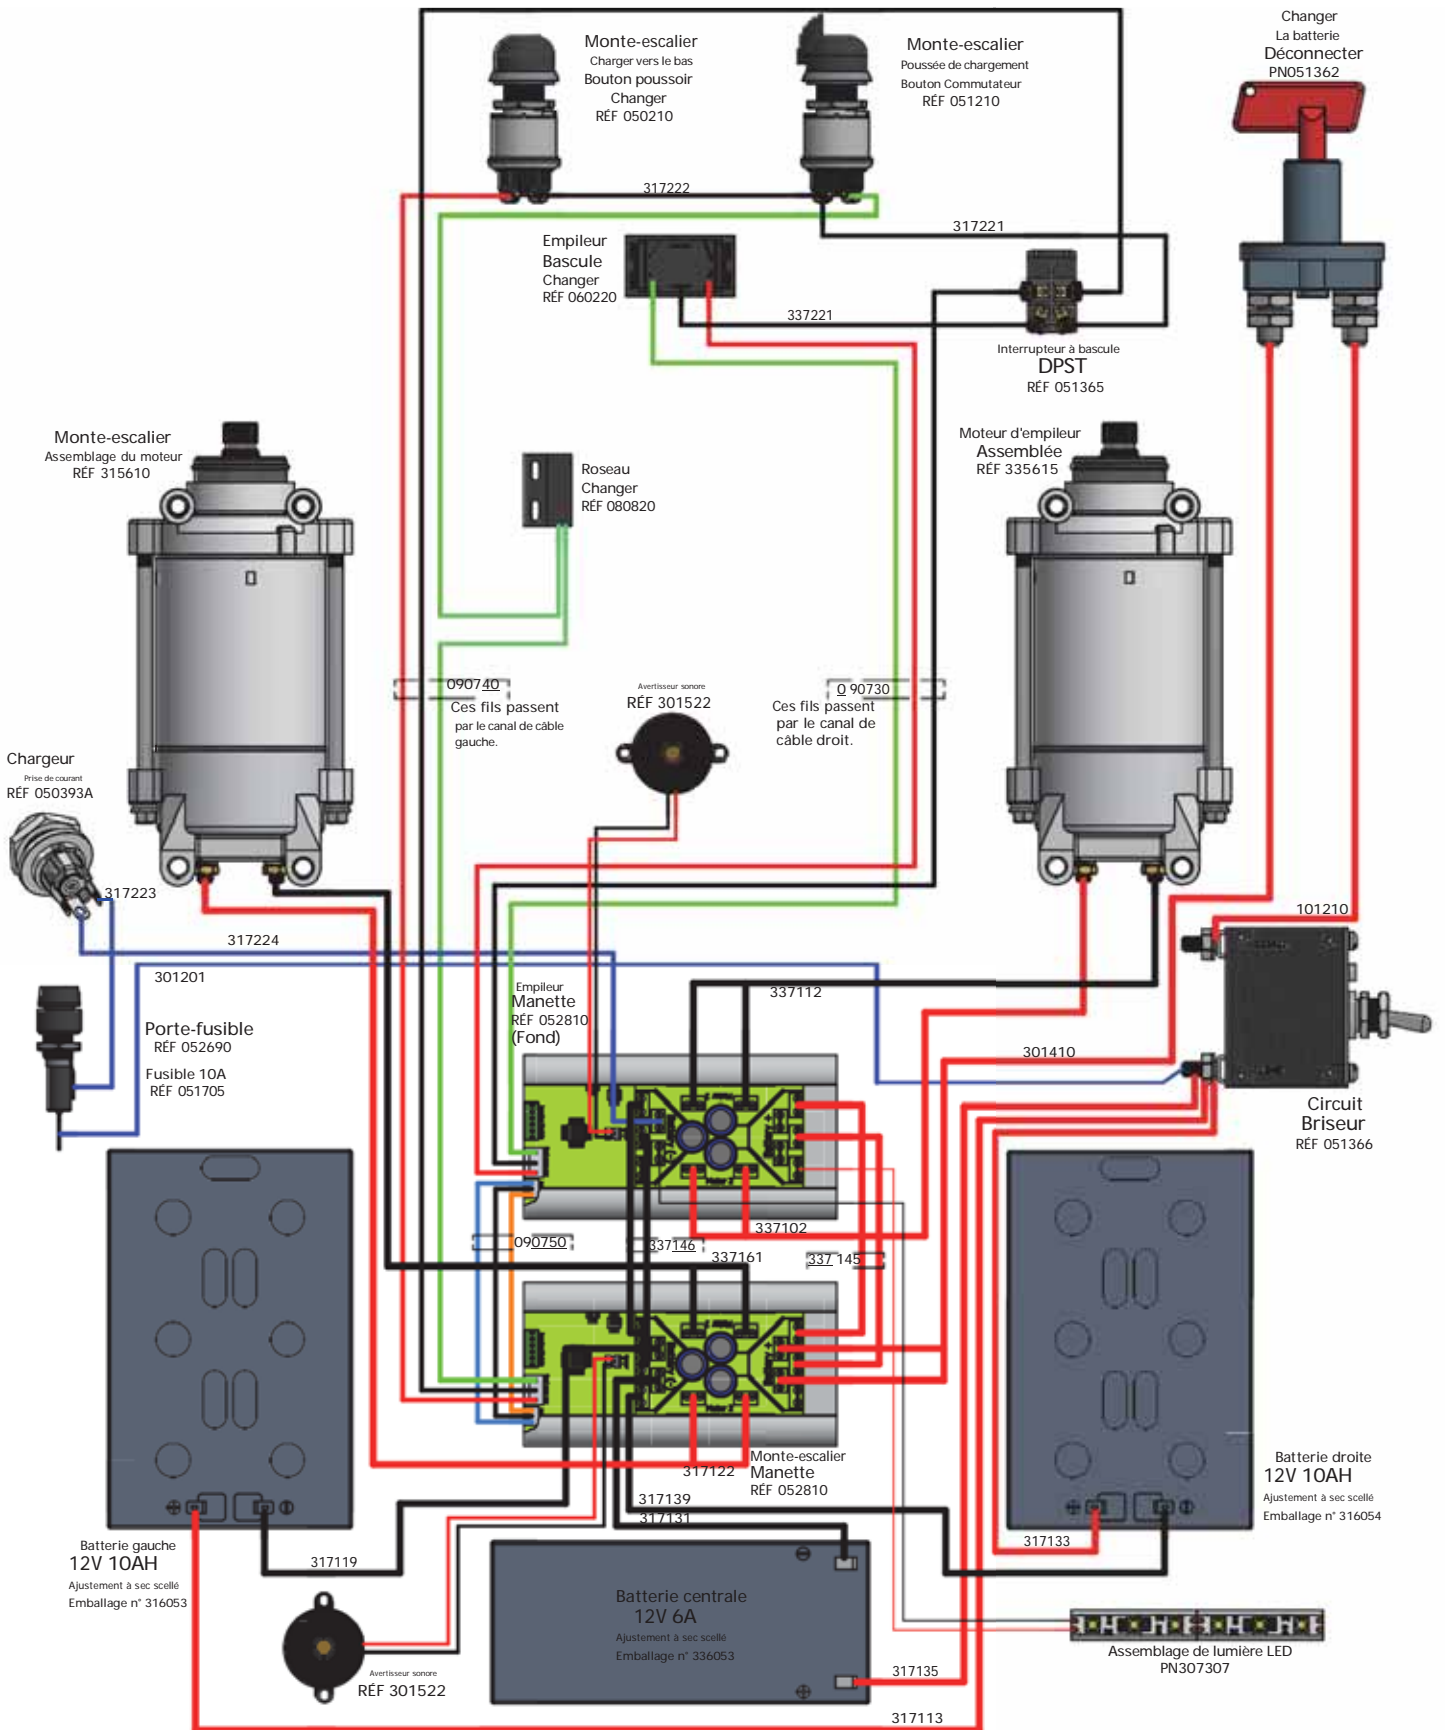 Monte-escalier
Charger vers le bas
Bouton poussoir
Changer
RÉF 050210
Monte-escalier
Poussée de chargement
Bouton Commutateur
RÉF 051210
Changer
La batterie
Déconnecter
PN051362
317222
317221
Empileur
Bascule
Changer
RÉF 060220
337221
Interrupteur à bascule
DPST
RÉF 051365
Monte-escalier
Assemblage du moteur
RÉF 315610
Roseau
Changer
RÉF 080820
Moteur d'empileur
Assemblée
RÉF 335615
090740
Ces fils passent
par le canal de câble
gauche.
Avertisseur sonore
RÉF 301522
0 90730
Ces fils passent
par le canal de
câble droit.
Chargeur
Prise de courant
RÉF 050393A
317223
317224
301201
101210
Porte-fusible
RÉF 052690
Fusible 10A
RÉF 051705
Empileur
Manette
RÉF 052810
(Fond)
337112
301410
Circuit
Briseur
RÉF 051366
337102
090750
337146
337161
337 145
317122
Monte-escalier
Manette
RÉF 052810
317139
317131
Batterie gauche
12V 10AH
Ajustement à sec scellé
Emballage n° 316053
317119
Batterie centrale
12V 6A
Ajustement à sec scellé
Emballage n° 336053
Batterie droite
12V 10AH
Ajustement à sec scellé
Emballage n° 316054
317133
Avertisseur sonore
RÉF 301522
317135
317113
Assemblage de lumière LED
PN307307